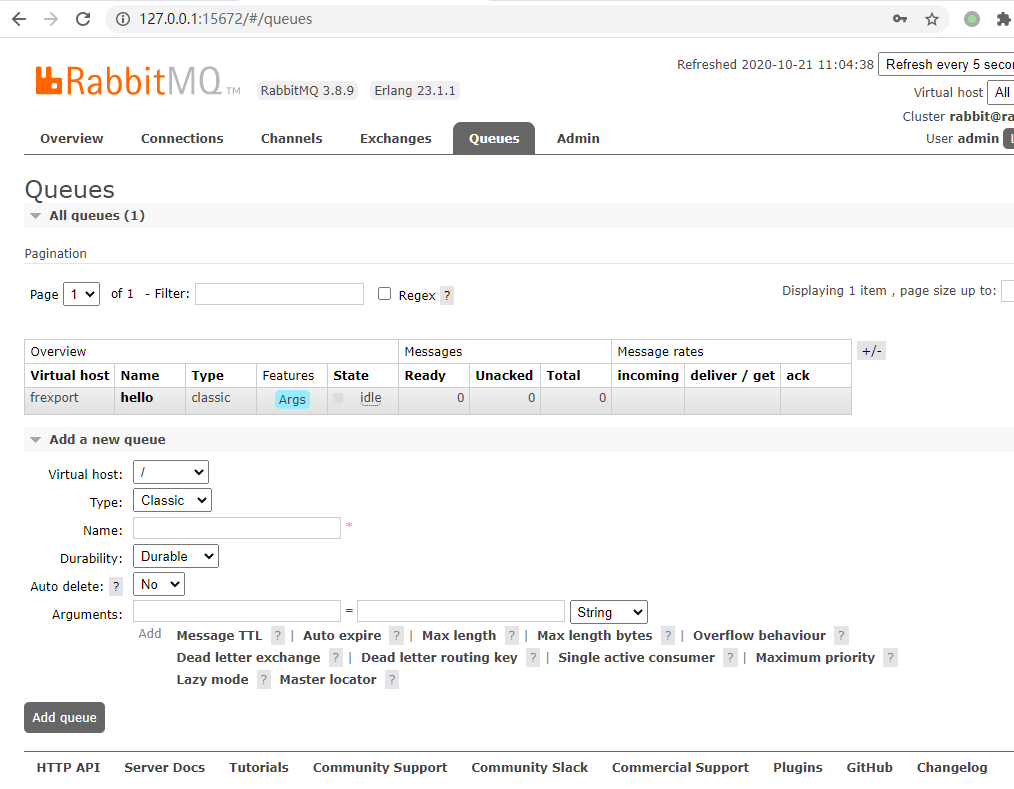 127.0.0.1:15672/#/queues
RabbitMQ TM RabbitMQ 3.8.9 Erlang 23.1.1
Refreshed 2020-10-21 11:04:38 Refresh every 5 secon
Virtual host All
Cluster rabbit@ra
User admin
Overview Connections Channels Exchanges Queues Admin
Queues
All queues (1)
Pagination
Page 1 of 1 - Filter: Regex ?
Displaying 1 item , page size up to:
Overview Messages Message rates +/-
Virtual host Name Type Features State Ready Unacked Total incoming deliver / get ack
frexport hello classic Args idle 0 0 0
Add a new queue
Virtual host: /
Type: Classic
Name: *
Durability: Durable
Auto delete: ? No
Arguments: = String
Add Message TTL ? | Auto expire ? | Max length ? | Max length bytes ? | Overflow behaviour ?
Dead letter exchange ? | Dead letter routing key ? | Single active consumer ? | Maximum priority ?
Lazy mode ? Master locator ?
Add queue
HTTP API Server Docs Tutorials Community Support Community Slack Commercial Support Plugins GitHub Changelog